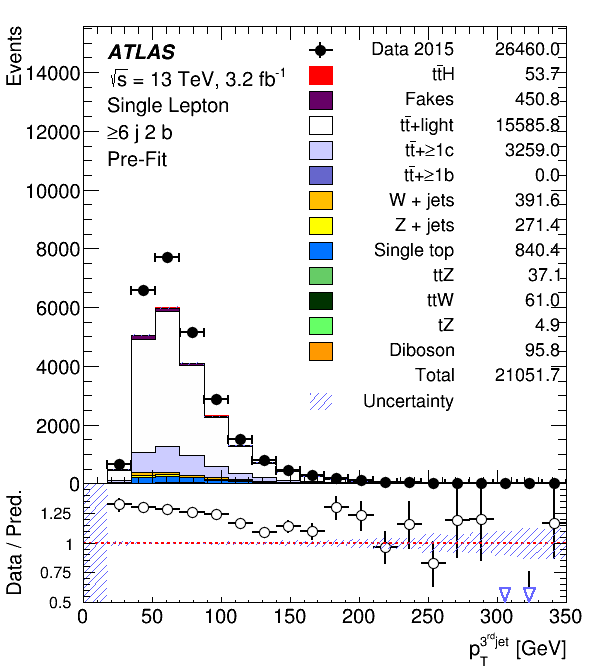 Events
14000
12000
10000
8000
6000
4000
2000
0
ATLAS
√s = 13 TeV, 3.2 fb⁻¹
Single Lepton
≥6 j 2 b
Pre-Fit
Data 2015 26460.0
tt̄H 53.7
Fakes 450.8
tt̄+light 15585.8
tt̄+≥1c 3259.0
tt̄+≥1b 0.0
W + jets 391.6
Z + jets 271.4
Single top 840.4
ttZ 37.1
ttW 61.0
tZ 4.9
Diboson 95.8
Total 21051.7
Uncertainty
Data / Pred.
1.25
1
0.75
0.5
0 50 100 150 200 250 300 350
p_T^{3^{rd} jet} [GeV]